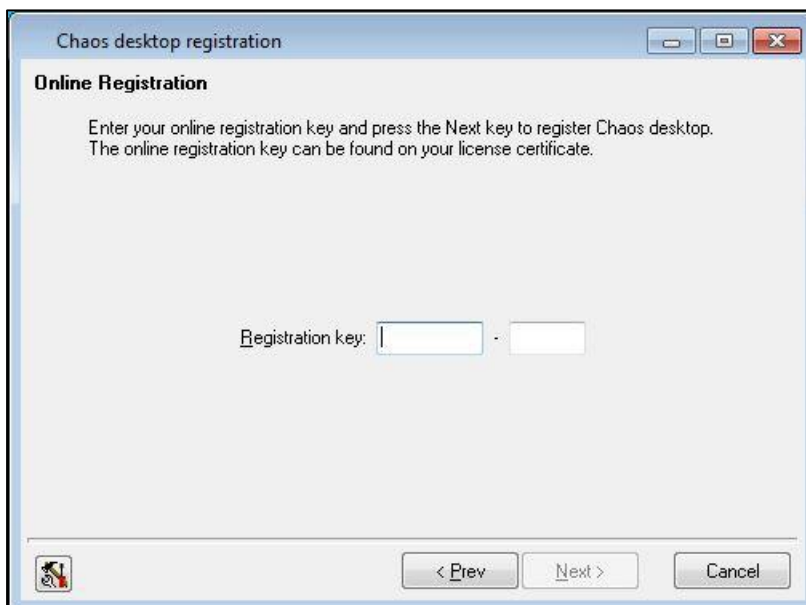 Chaos desktop registration
Online Registration
Enter your online registration key and press the Next key to register Chaos desktop.
The online registration key can be found on your license certificate.
Registration key:
-
< Prev
Next >
Cancel